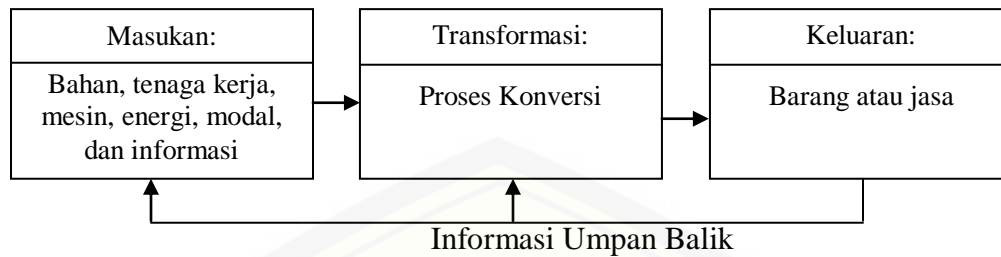 Masukan:
Bahan, tenaga kerja,
mesin, energi, modal,
dan informasi
Transformasi:
Proses Konversi
Keluaran:
Barang atau jasa
Informasi Umpan Balik